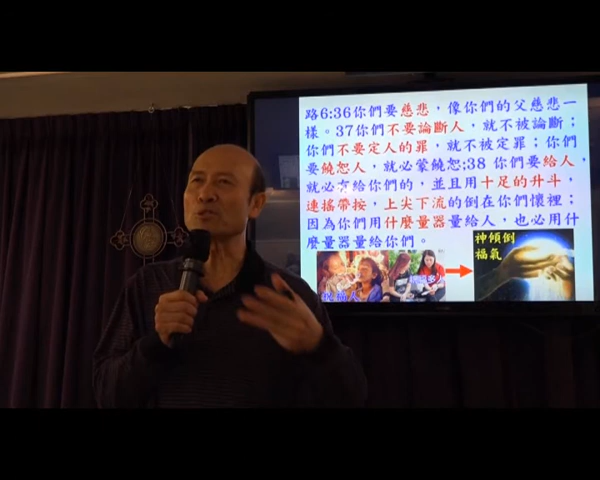 路6:36你們要慈悲，像你們的父慈悲一
樣。37你們不要論斷人，就不被論斷；
你們不要定人的罪，就不被定罪；你們
要饒恕人，就必蒙饒恕;38 你們要給人，
就必有給你們的，並且用十足的升斗，
連搖帶按，上尖下流的倒在你們懷裡；
因為你們用什麼量器量給人，也必用什
麼量器量給你們。
神傾倒
福氣
祝福人